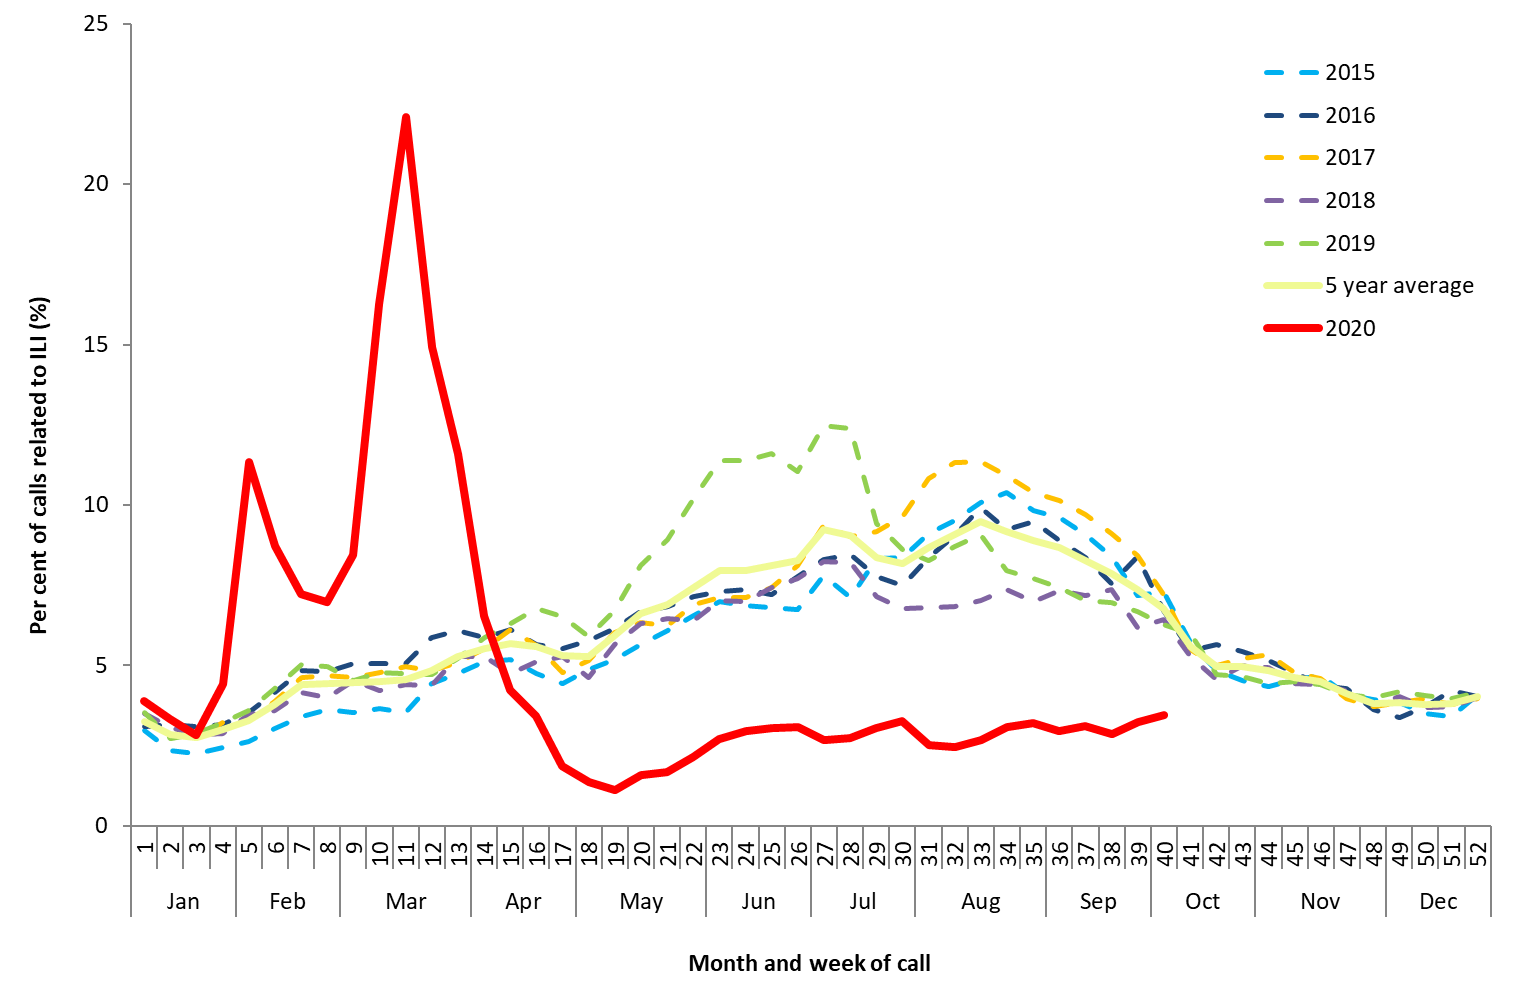 25
20
15
10
5
0
Per cent of calls related to ILI (%)
2015
2016
2017
2018
2019
5 year average
2020
1 2 3 4 5 6 7 8 9 10 11 12 13 14 15 16 17 18 19 20 21 22 23 24 25 26 27 28 29 30 31 32 33 34 35 36 37 38 39 40 41 42 43 44 45 46 47 48 49 50 51 52
Jan Feb Mar Apr May Jun Jul Aug Sep Oct Nov Dec
Month and week of call